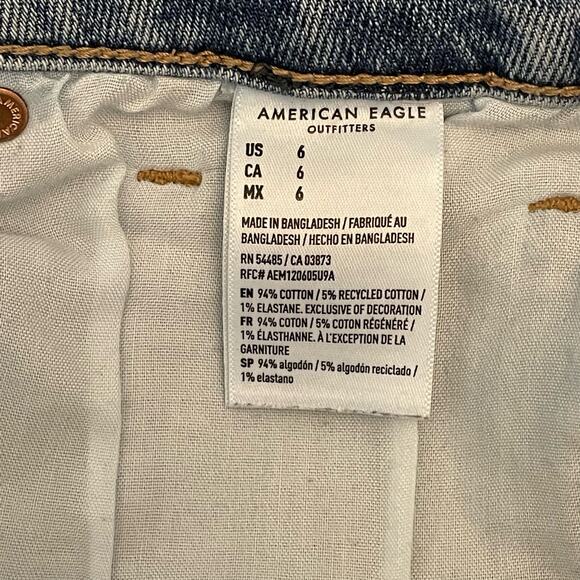 AMERICAN
AMERICAN EAGLE
OUTFITTERS
US 6
CA 6
MX 6
MADE IN BANGLADESH / FABRIQUÉ AU
BANGLADESH / HECHO EN BANGLADESH
RN 54485 / CA 03873
RFC# AEM120605U9A
EN 94% COTTON / 5% RECYCLED COTTON /
1% ELASTANE. EXCLUSIVE OF DECORATION
FR 94% COTON / 5% COTON RÉGÉNÉRÉ /
1% ÉLASTHANNE. À L'EXCEPTION DE LA
GARNITURE
SP 94% algodón / 5% algodón reciclado /
1% elastano